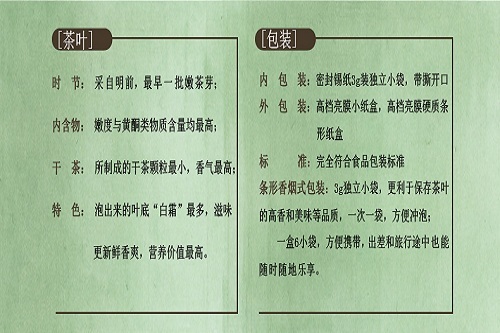 [茶叶]
时 节：采自明前，最早一批嫩茶芽；
内含物：嫩度与黄酮类物质含量均最高；
干 茶：所制成的干茶颗粒最小，香气最高；
特 色：泡出来的叶底“白霜”最多，滋味
更新鲜香爽，营养价值最高。
[包装]
内 包 装：密封锡纸3g装独立小袋，带撕开口
外 包 装：高档亮膜小纸盒，高档亮膜硬质条
形纸盒
标 准：完全符合食品包装标准
条形香烟式包装：3g独立小袋，更利于保存茶叶
的高香和美味等品质，一次一袋，方便冲泡；
一盒6小袋，方便携带，出差和旅行途中也能
随时随地乐享。